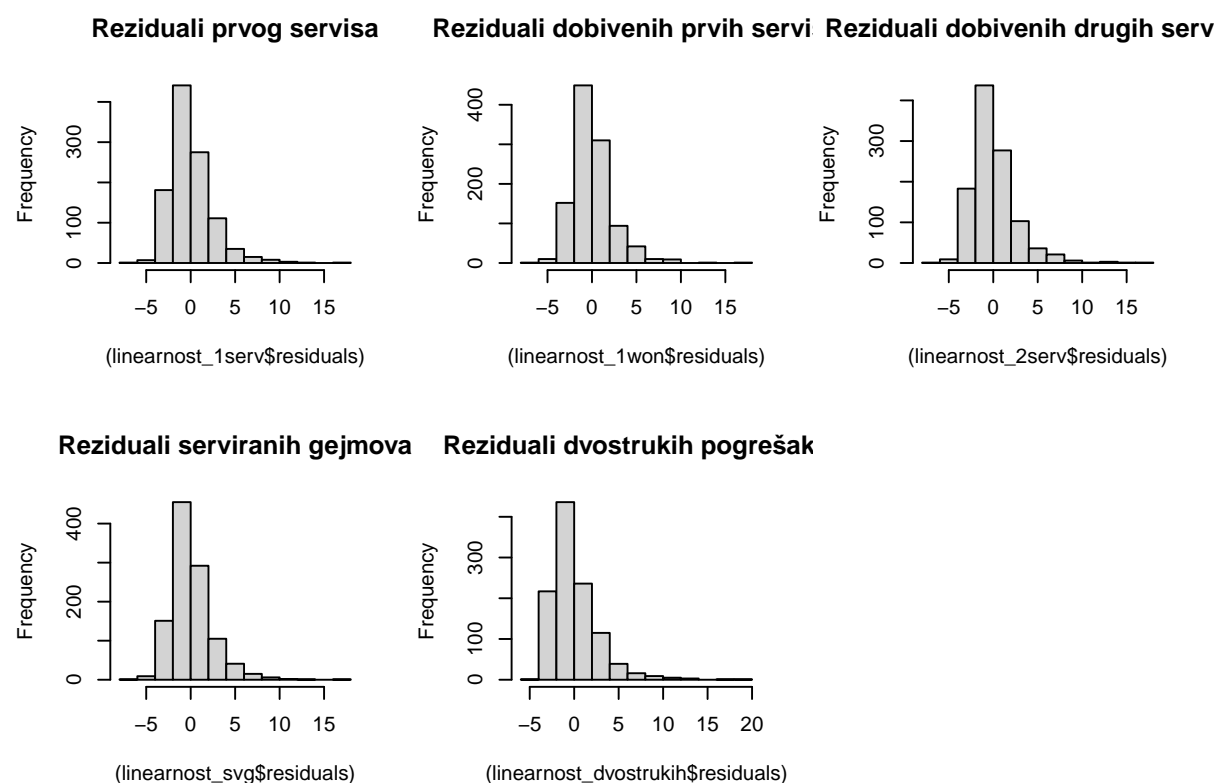 Reziduali prvog servisa
Frequency
300
100
0
−5 0 5 10 15
(linearnost_1serv$residuals)
Reziduali dobivenih prvih servi
Frequency
400
200
0
−5 0 5 10 15
(linearnost_1won$residuals)
Reziduali dobivenih drugih serv
Frequency
300
100
0
−5 0 5 10 15
(linearnost_2serv$residuals)
Reziduali serviranih gejmova
Frequency
400
200
0
−5 0 5 10 15
(linearnost_svg$residuals)
Reziduali dvostrukih pogrešak
Frequency
300
100
0
−5 0 5 10 15 20
(linearnost_dvostrukih$residuals)